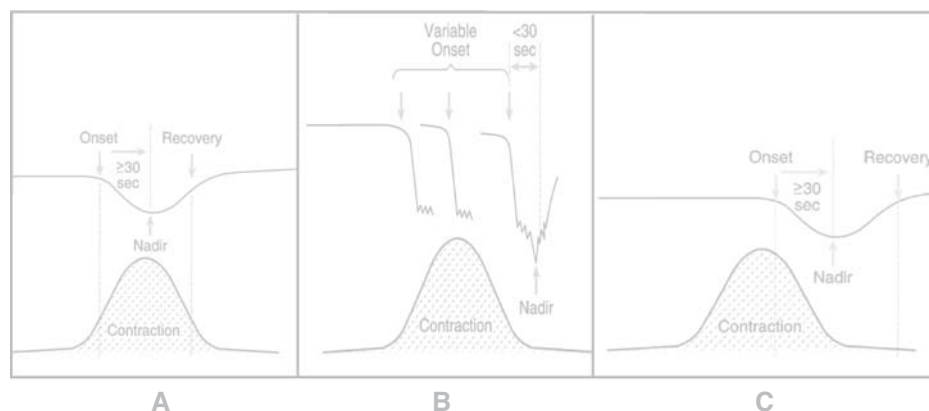 Onset
Recovery
≥30
sec
Nadir
Contraction
Variable
Onset
<30
sec
Nadir
Contraction
Onset
Recovery
≥30
sec
Nadir
Contraction
A
B
C